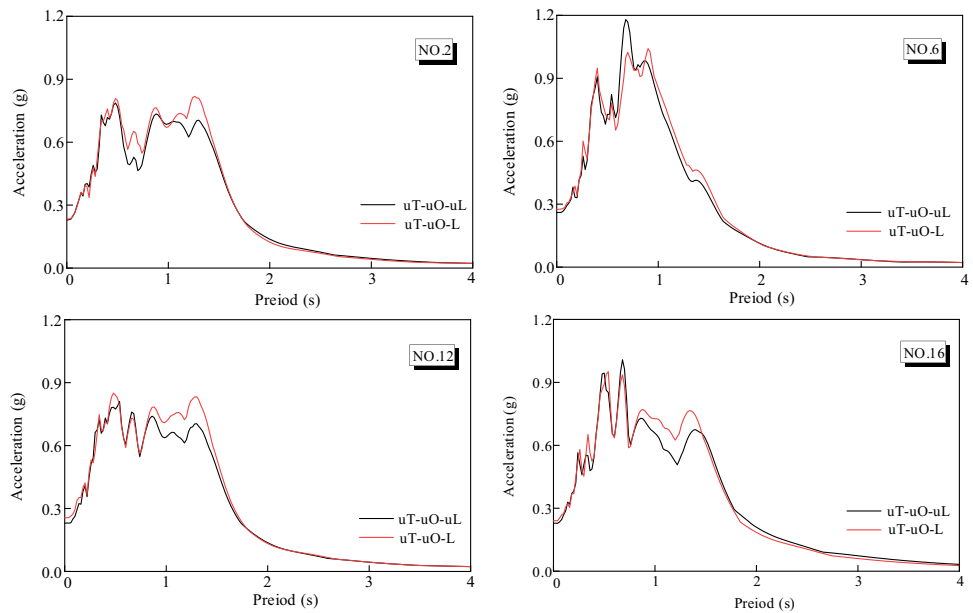 1.2
0.9
0.6
0.3
0.0
Acceleration (g)
NO.2
uT-uO-uL
uT-uO-L
0 1 2 3 4
Preiod (s)
1.2
0.9
0.6
0.3
0.0
Acceleration (g)
NO.6
uT-uO-uL
uT-uO-L
0 1 2 3 4
Preiod (s)
1.2
0.9
0.6
0.3
0.0
Acceleration (g)
NO.12
uT-uO-uL
uT-uO-L
0 1 2 3 4
Preiod (s)
1.2
0.9
0.6
0.3
0.0
Acceleration (g)
NO.16
uT-uO-uL
uT-uO-L
0 1 2 3 4
Preiod (s)